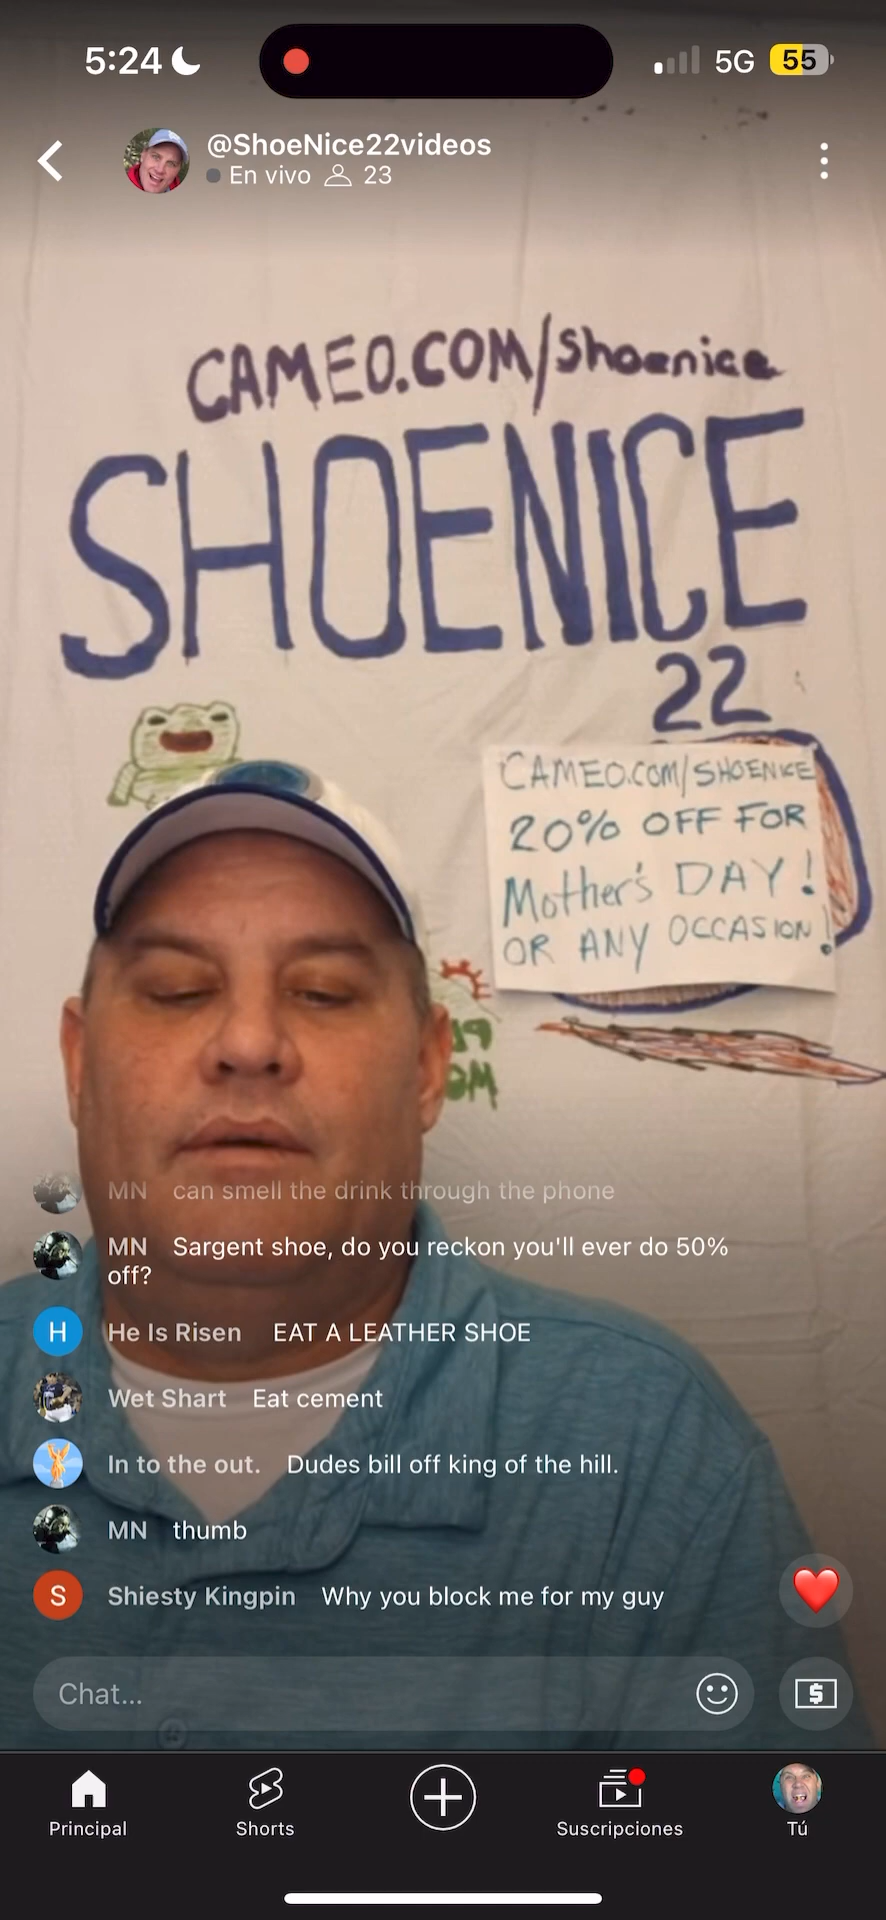 5:24
5G
55
@ShoeNice22videos
En vivo
23
CAMEO.COM/Shoenice
SHOENICE
22
CAMEO.COM/SHOENICE
20% OFF FOR
Mother's DAY!
OR ANY OCCASION!
MN can smell the drink through the phone
MN Sargent shoe, do you reckon you'll ever do 50%
off?
H
He Is Risen EAT A LEATHER SHOE
Wet Shart Eat cement
In to the out. Dudes bill off king of the hill.
MN thumb
S
Shiesty Kingpin Why you block me for my guy
Chat...
Principal
Shorts
Suscripciones
Tú